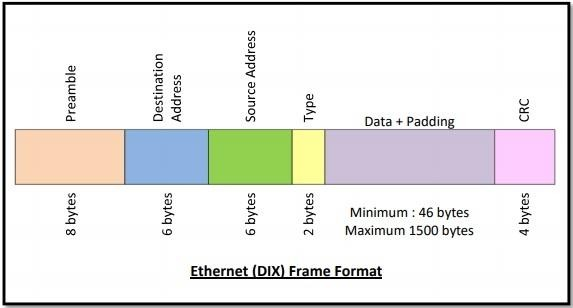 Preamble
Destination
Address
Source Address
Type
Data + Padding
CRC
8 bytes
6 bytes
6 bytes
2 bytes
Minimum : 46 bytes
Maximum 1500 bytes
4 bytes
Ethernet (DIX) Frame Format